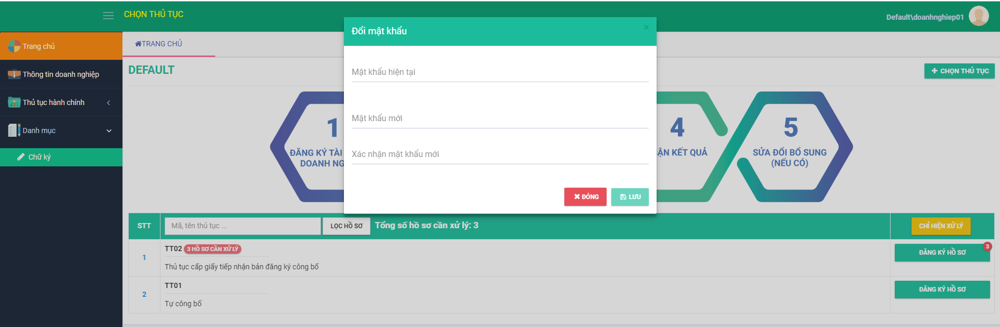 CHỌN THỦ TỤC
Default\doanhnghiep01
Trang chủ
Thông tin doanh nghiệp
Thủ tục hành chính
Danh mục
Chữ ký
TRANG CHỦ
DEFAULT
CHỌN THỦ TỤC
Đổi mật khẩu
×
Mật khẩu hiện tại
Mật khẩu mới
Xác nhận mật khẩu mới
ĐÓNG
LƯU
1
ĐĂNG KÝ TÀI
DOANH NG
4
ẬN KẾT QUẢ
5
SỬA ĐỔI BỔ SUNG
(NẾU CÓ)
STT
Mã, tên thủ tục ...
LỌC HỒ SƠ
Tổng số hồ sơ cần xử lý: 3
CHỈ HIỆN XỬ LÝ
1
TT02 3 HỒ SƠ CẦN XỬ LÝ
Thủ tục cấp giấy tiếp nhận bản đăng ký công bố
ĐĂNG KÝ HỒ SƠ
3
2
TT01
Tự công bố
ĐĂNG KÝ HỒ SƠ